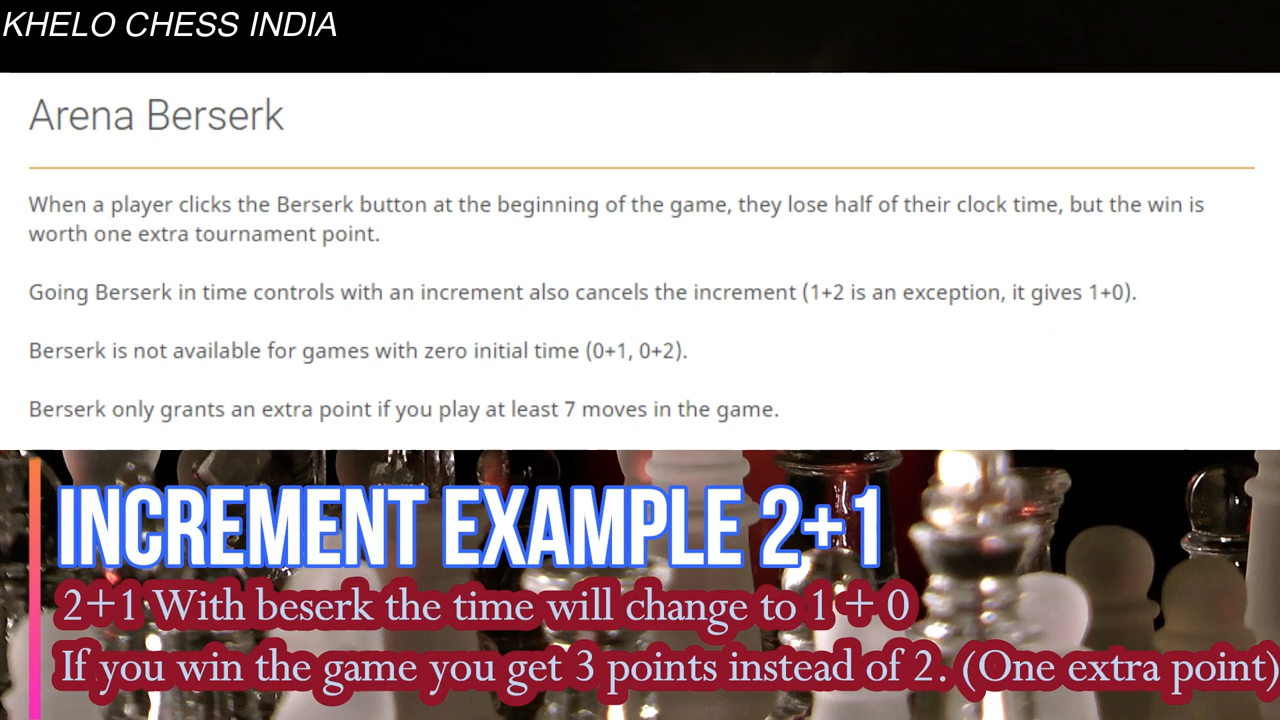 KHELO CHESS INDIA
Arena Berserk
When a player clicks the Berserk button at the beginning of the game, they lose half of their clock time, but the win is
worth one extra tournament point.
Going Berserk in time controls with an increment also cancels the increment (1+2 is an exception, it gives 1+0).
Berserk is not available for games with zero initial time (0+1, 0+2).
Berserk only grants an extra point if you play at least 7 moves in the game.
INCREMENT EXAMPLE 2+1
2+1 With beserk the time will change to 1 + 0
If you win the game you get 3 points instead of 2. (One extra point)